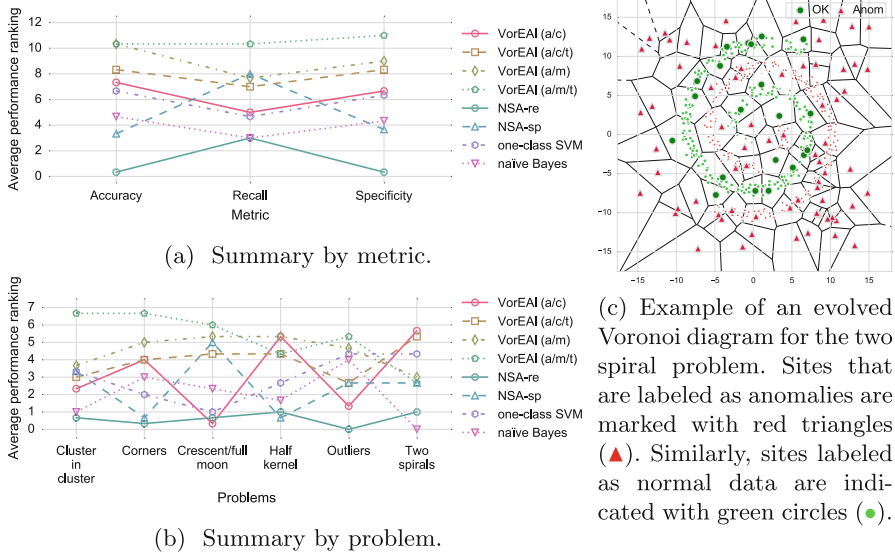 Average performance ranking
14
12
10
8
6
4
2
0
Accuracy
Recall
Specificity
Metric
VorEAl (a/c)
VorEAl (a/c/t)
VorEAl (a/m)
VorEAl (a/m/t)
NSA-re
NSA-sp
one-class SVM
naïve Bayes
(a) Summary by metric.
Average performance ranking
7
6
5
4
3
2
1
0
Cluster in cluster
Corners
Crescent/full moon
Half kernel
Outliers
Two spirals
Problems
VorEAl (a/c)
VorEAl (a/c/t)
VorEAl (a/m)
VorEAl (a/m/t)
NSA-re
NSA-sp
one-class SVM
naïve Bayes
(b) Summary by problem.
OK
Anom
15
10
5
0
−5
−10
−15
−15
−10
−5
0
5
10
15
(c) Example of an evolved
Voronoi diagram for the two
spiral problem. Sites that
are labeled as anomalies are
marked with red triangles
(▲). Similarly, sites labeled
as normal data are indi-
cated with green circles (●).